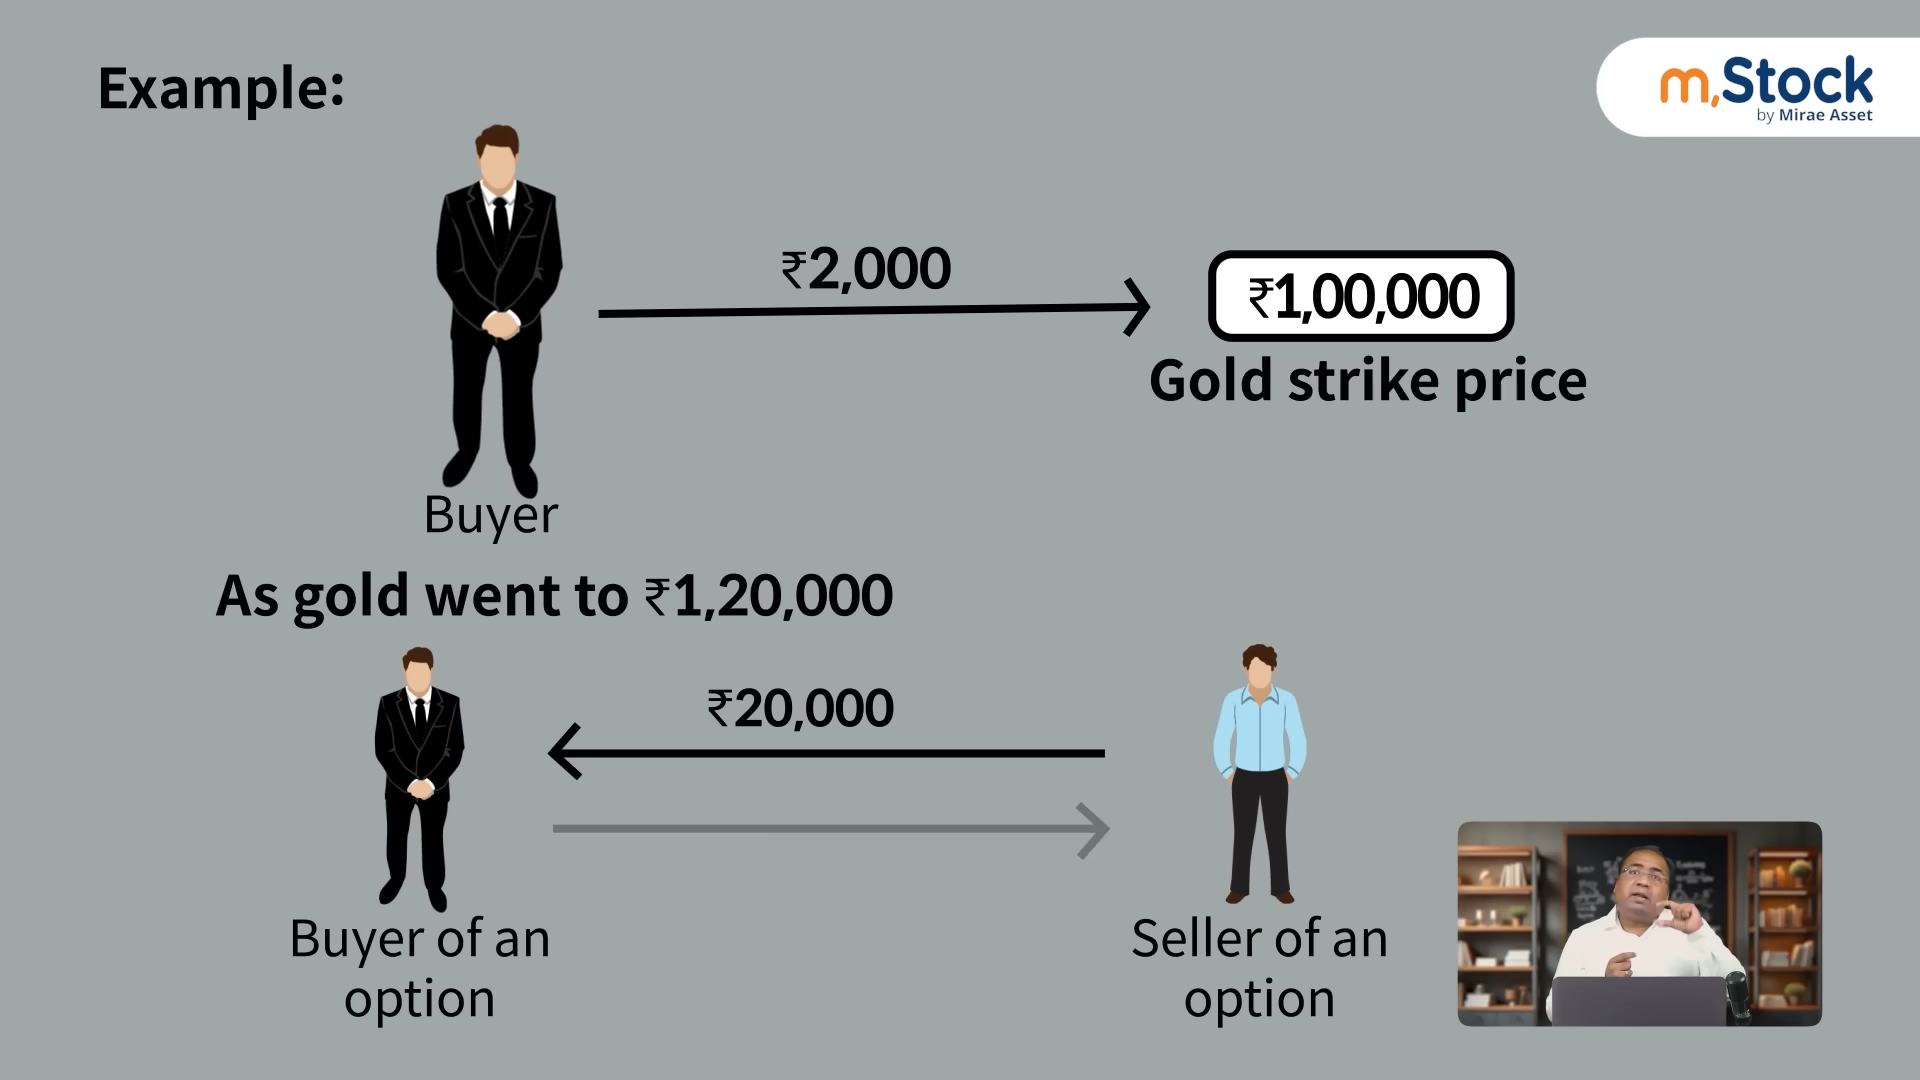 Example:
m.Stock
by Mirae Asset
₹2,000
₹1,00,000
Gold strike price
Buyer
As gold went to ₹1,20,000
₹20,000
Buyer of an
option
Seller of an
option